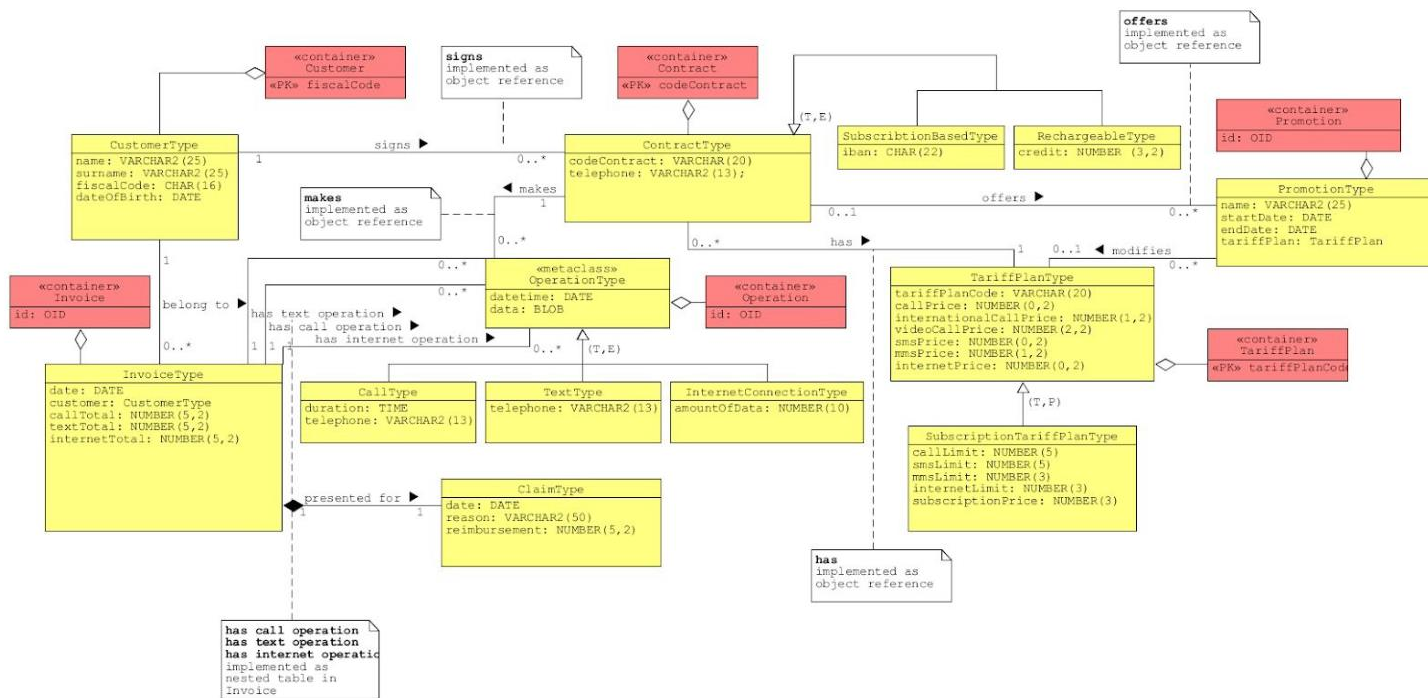 offers
implemented as
object reference
«container»
Customer
«PK» fiscalCode
signs
implemented as
object reference
«container»
Contract
«PK» codeContract
(T,E)
SubscribtionBasedType
iban: CHAR(22)
RechargeableType
credit: NUMBER (3,2)
«container»
Promotion
id: OID
CustomerType
name: VARCHAR2(25)
surname: VARCHAR2(25)
fiscalCode: CHAR(16)
dateOfBirth: DATE
1
signs ►
0..*
ContractType
codeContract: VARCHAR(20)
telephone: VARCHAR2(13);
makes
implemented as
object reference
◄ makes
1
0..*
0..1
offers ►
0..*
PromotionType
name: VARCHAR2(25)
startDate: DATE
endDate: DATE
tariffPlan: TariffPlan
0..*
has ►
1
0..1
◄ modifies
0..*
1
belong to ►
0..*
«container»
Invoice
id: OID
0..*
0..*
has text operation ►
has call operation ►
has internet operation ►
1
1
1
0..*
«metaclass»
OperationType
datetime: DATE
data: BLOB
«container»
Operation
id: OID
(T,E)
TariffPlanType
tariffPlanCode: VARCHAR(20)
callPrice: NUMBER(0,2)
internationalCallPrice: NUMBER(1,2)
videoCallPrice: NUMBER(2,2)
smsPrice: NUMBER(0,2)
mmsPrice: NUMBER(1,2)
internetPrice: NUMBER(0,2)
«container»
TariffPlan
«PK» tariffPlanCode
InvoiceType
date: DATE
customer: CustomerType
callTotal: NUMBER(5,2)
textTotal: NUMBER(5,2)
internetTotal: NUMBER(5,2)
CallType
duration: TIME
telephone: VARCHAR2(13)
TextType
telephone: VARCHAR2(13)
InternetConnectionType
amountOfData: NUMBER(10)
(T,P)
SubscriptionTariffPlanType
callLimit: NUMBER(5)
smsLimit: NUMBER(5)
mmsLimit: NUMBER(3)
internetLimit: NUMBER(3)
subscriptionPrice: NUMBER(3)
presented for ►
1
1
ClaimType
date: DATE
reason: VARCHAR2(50)
reimbursement: NUMBER(5,2)
has
implemented as
object reference
has call operation
has text operation
has internet operatio
implemented as
nested table in
Invoice